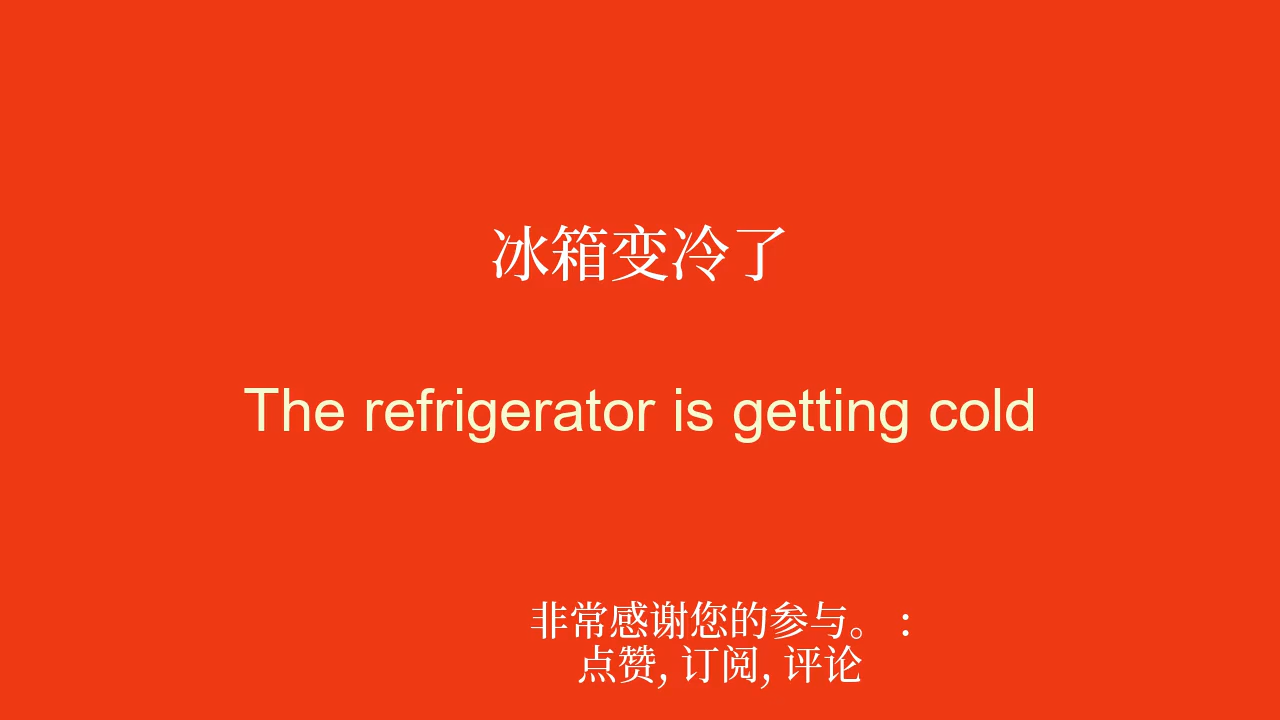 冰箱变冷了
The refrigerator is getting cold
非常感谢您的参与。 :
点赞, 订阅, 评论